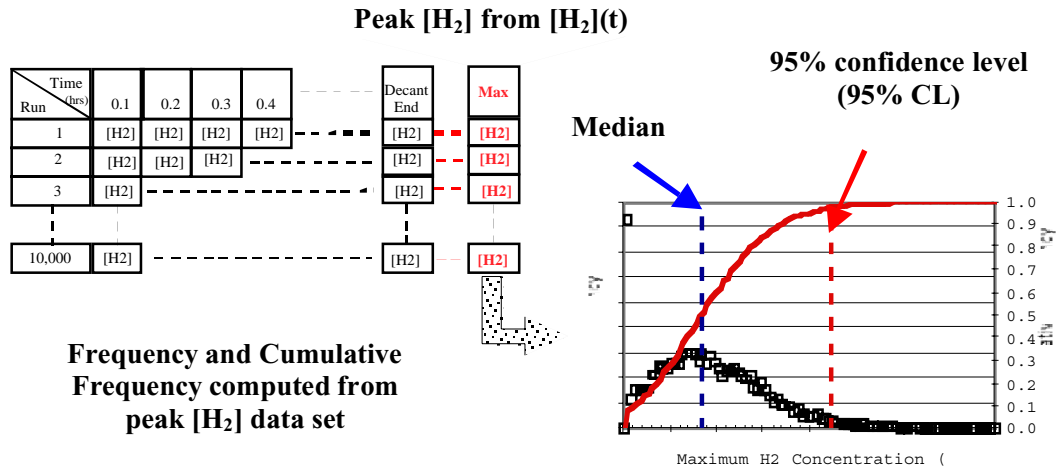 Peak [H₂] from [H₂](t)
Time (hrs)
Run
0.1 0.2 0.3 0.4 Decant End Max
1 [H2] [H2] [H2] [H2] [H2] [H2]
2 [H2] [H2] [H2] [H2] [H2]
3 [H2] [H2] [H2]
10,000 [H2] [H2] [H2]
Frequency and Cumulative
Frequency computed from
peak [H₂] data set
95% confidence level
(95% CL)
Median
1.0
0.9
0.8
0.7
0.6
0.5
0.4
0.3
0.2
0.1
0.0
Maximum H2 Concentration (